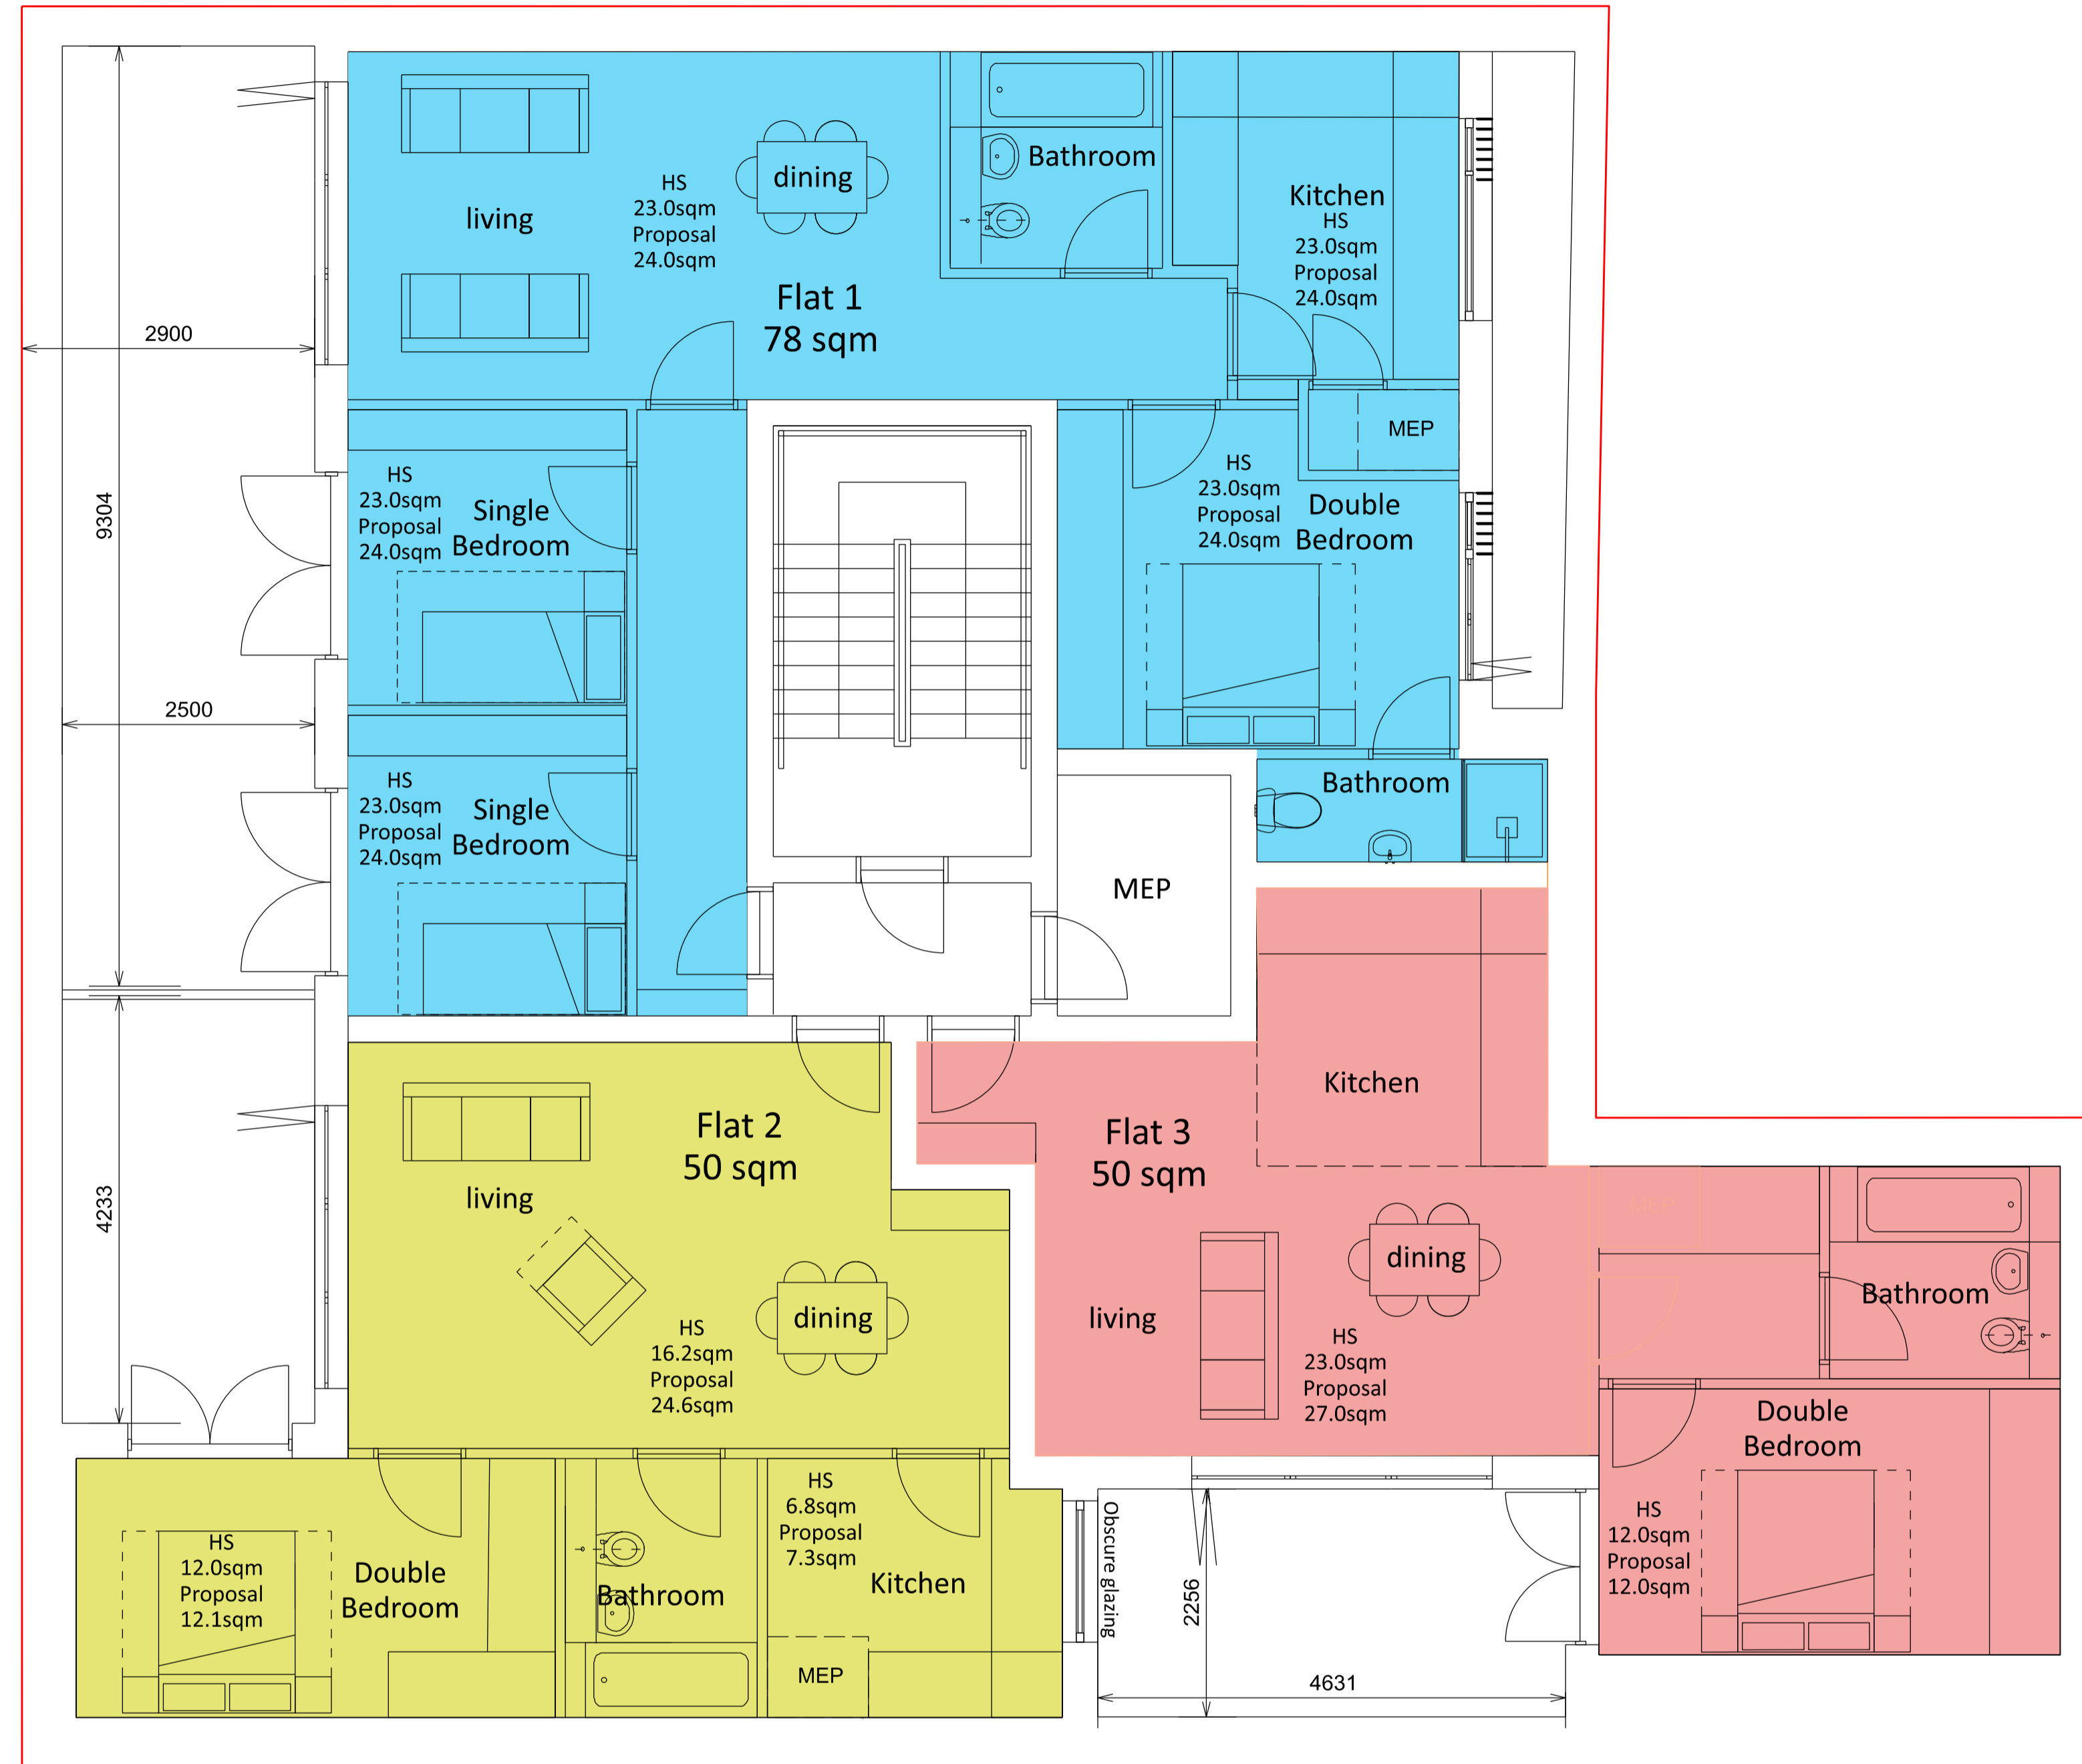 dining
Bathroom
HS
23.0sqm
Proposal
24.0sqm
living
Kitchen
HS
23.0sqm
Proposal
24.0sqm
Flat 1
78 sqm
2900
MEP
HS
23.0sqm
Proposal
24.0sqm
Single
Bedroom
9304
HS
23.0sqm
Proposal
24.0sqm
Double
Bedroom
2500
HS
23.0sqm
Proposal
24.0sqm
Single
Bedroom
Bathroom
MEP
Kitchen
Flat 2
50 sqm
Flat 3
50 sqm
living
4233
dining
HS
16.2sqm
Proposal
24.6sqm
living
dining
HS
23.0sqm
Proposal
27.0sqm
Bathroom
Double
Bedroom
HS
12.0sqm
Proposal
12.0sqm
HS
12.0sqm
Proposal
12.1sqm
Double
Bedroom
Bathroom
HS
6.8sqm
Proposal
7.3sqm
Kitchen
MEP
Obscure glazing
2256
4631